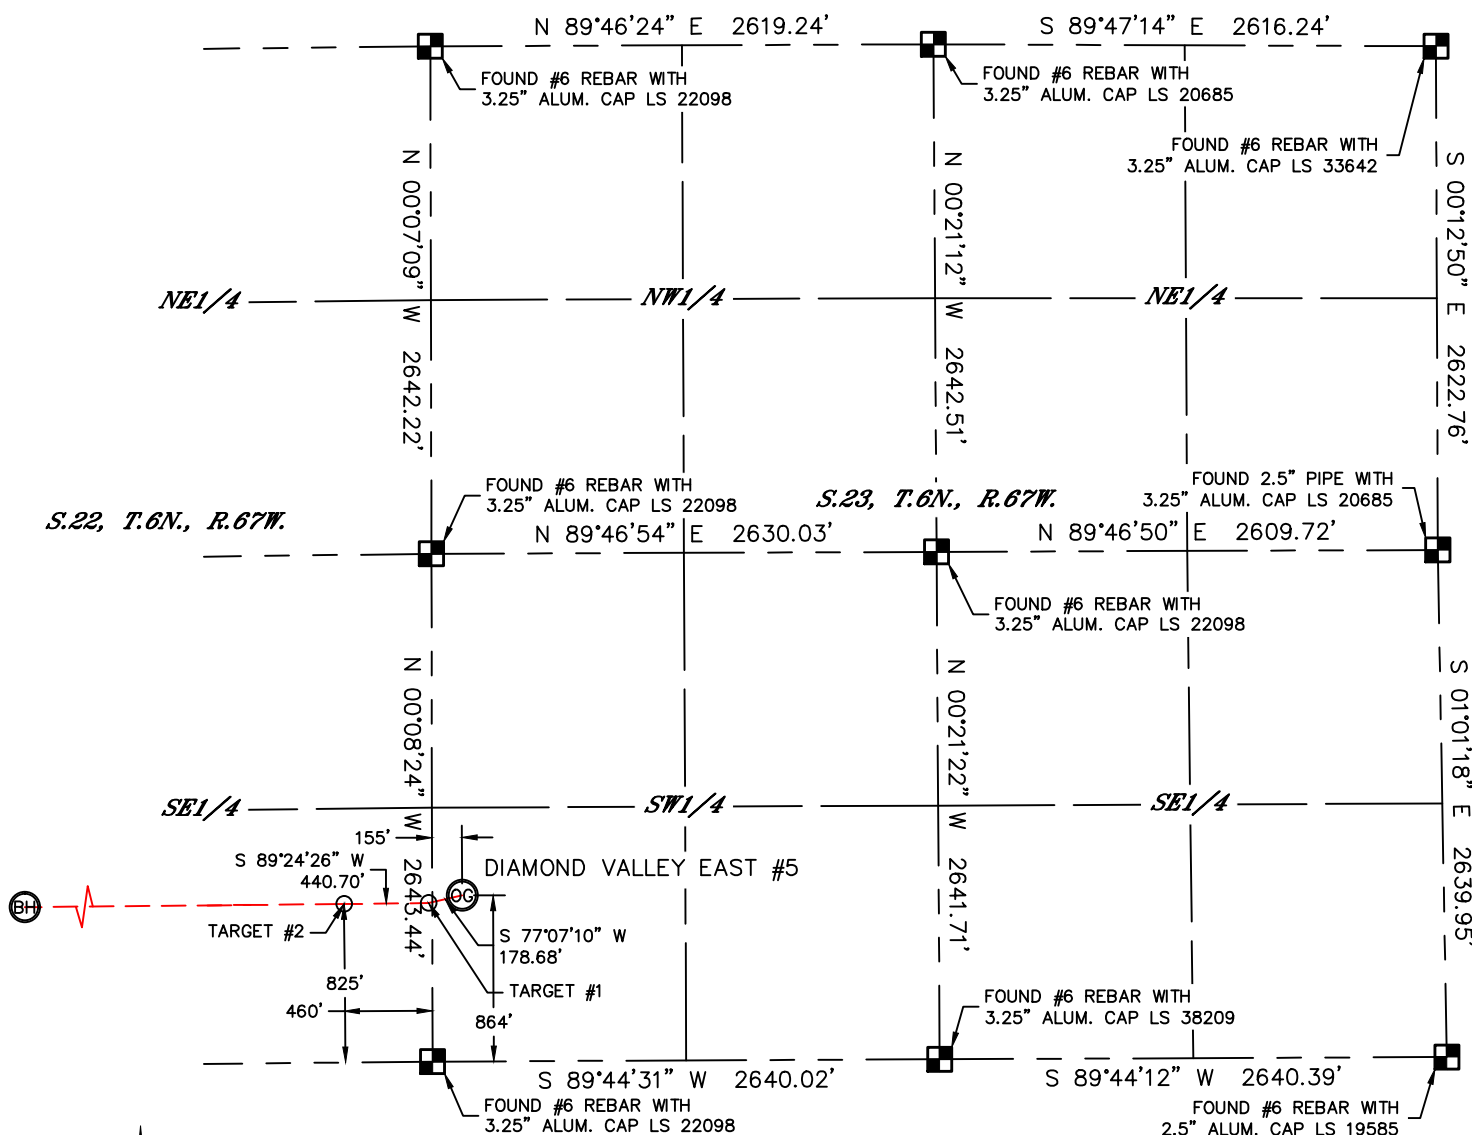 N 89°46'24" E 2619.24'
S 89°47'14" E 2616.24'
FOUND #6 REBAR WITH
3.25" ALUM. CAP LS 22098
FOUND #6 REBAR WITH
3.25" ALUM. CAP LS 20685
FOUND #6 REBAR WITH
3.25" ALUM. CAP LS 33642
N 00°07'09" W 2642.22'
N 00°21'12" W 2642.51'
S 00°12'50" E 2622.76'
NE1/4
NW1/4
NE1/4
FOUND #6 REBAR WITH
3.25" ALUM. CAP LS 22098
FOUND 2.5" PIPE WITH
3.25" ALUM. CAP LS 20685
S.22, T.6N., R.67W.
S.23, T.6N., R.67W.
N 89°46'54" E 2630.03'
N 89°46'50" E 2609.72'
FOUND #6 REBAR WITH
3.25" ALUM. CAP LS 22098
N 00°08'24" W 2643.44'
N 00°21'22" W 2641.71'
S 01°01'18" E 2639.95'
SE1/4
SW1/4
SE1/4
155'
S 89°24'26" W
440.70'
DIAMOND VALLEY EAST #5
BH
OG
TARGET #2
S 77°07'10" W
178.68'
TARGET #1
825'
460'
864'
FOUND #6 REBAR WITH
3.25" ALUM. CAP LS 38209
S 89°44'31" W 2640.02'
S 89°44'12" W 2640.39'
FOUND #6 REBAR WITH
3.25" ALUM. CAP LS 22098
FOUND #6 REBAR WITH
2.5" ALUM. CAP LS 19585